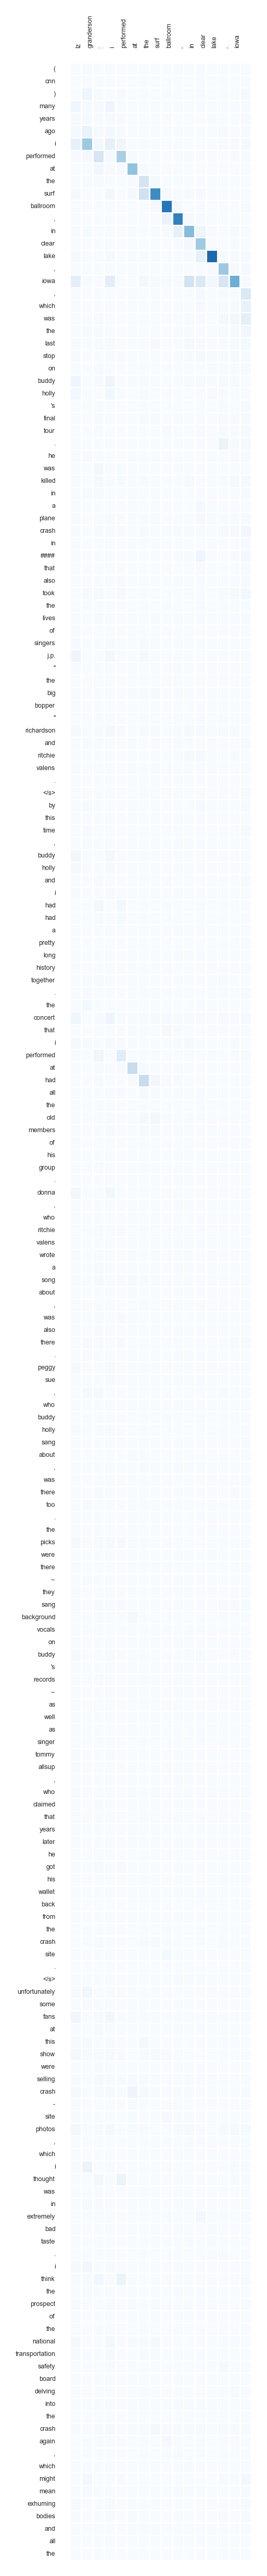 lz
granderson
:
i
performed
at
the
surf
ballroom
,
in
clear
lake
,
iowa
(
cnn
)
many
years
ago
i
performed
at
the
surf
ballroom
,
in
clear
lake
,
iowa
,
which
was
the
last
stop
on
buddy
holly
's
final
tour
.
he
was
killed
in
a
plane
crash
in
####
that
also
took
the
lives
of
singers
j.p.
"
the
big
bopper
"
richardson
and
ritchie
valens
.
</s>
by
this
time
,
buddy
holly
and
i
had
had
a
pretty
long
history
together
.
the
concert
that
i
performed
at
had
all
the
old
members
of
his
group
.
donna
,
who
ritchie
valens
wrote
a
song
about
,
was
also
there
.
peggy
sue
,
who
buddy
holly
sang
about
,
was
there
too
.
the
picks
were
there
--
they
sang
background
vocals
on
buddy
's
records
--
as
well
as
singer
tommy
allsup
,
who
claimed
that
years
later
he
got
his
wallet
back
from
the
crash
site
.
</s>
unfortunately
some
fans
at
this
show
were
selling
crash
-
site
photos
,
which
i
thought
was
in
extremely
bad
taste
.
i
think
the
prospect
of
the
national
transportation
safety
board
delving
into
the
crash
again
,
which
might
mean
exhuming
bodies
and
all
the